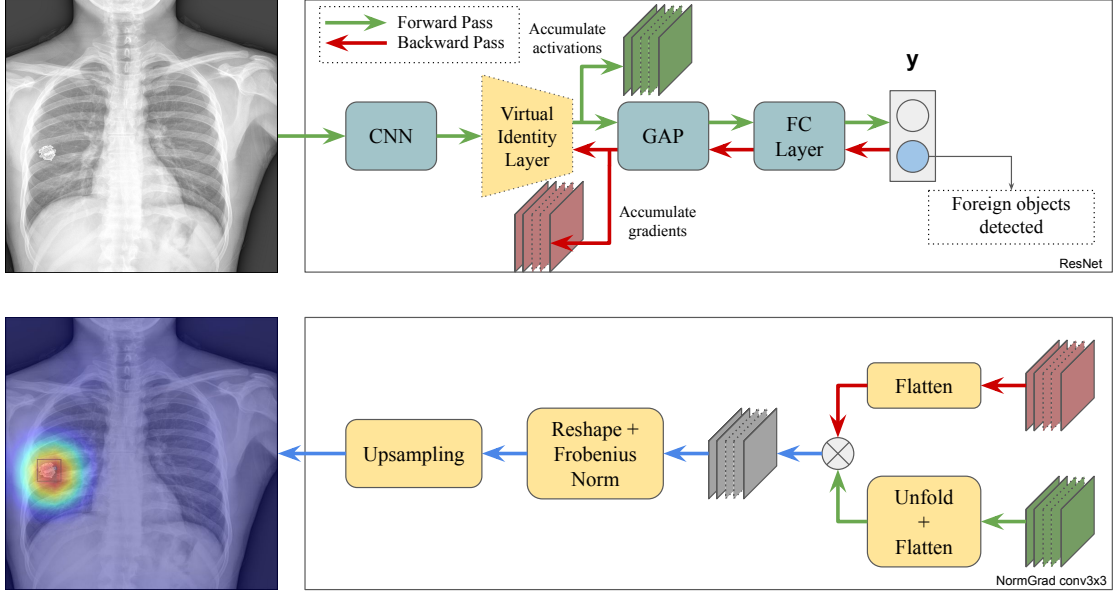 Forward Pass
Backward Pass
Accumulate
activations
y
CNN
Virtual
Identity
Layer
GAP
FC
Layer
Accumulate
gradients
Foreign objects
detected
ResNet
Flatten
Upsampling
Reshape +
Frobenius
Norm
Unfold
+
Flatten
NormGrad conv3x3